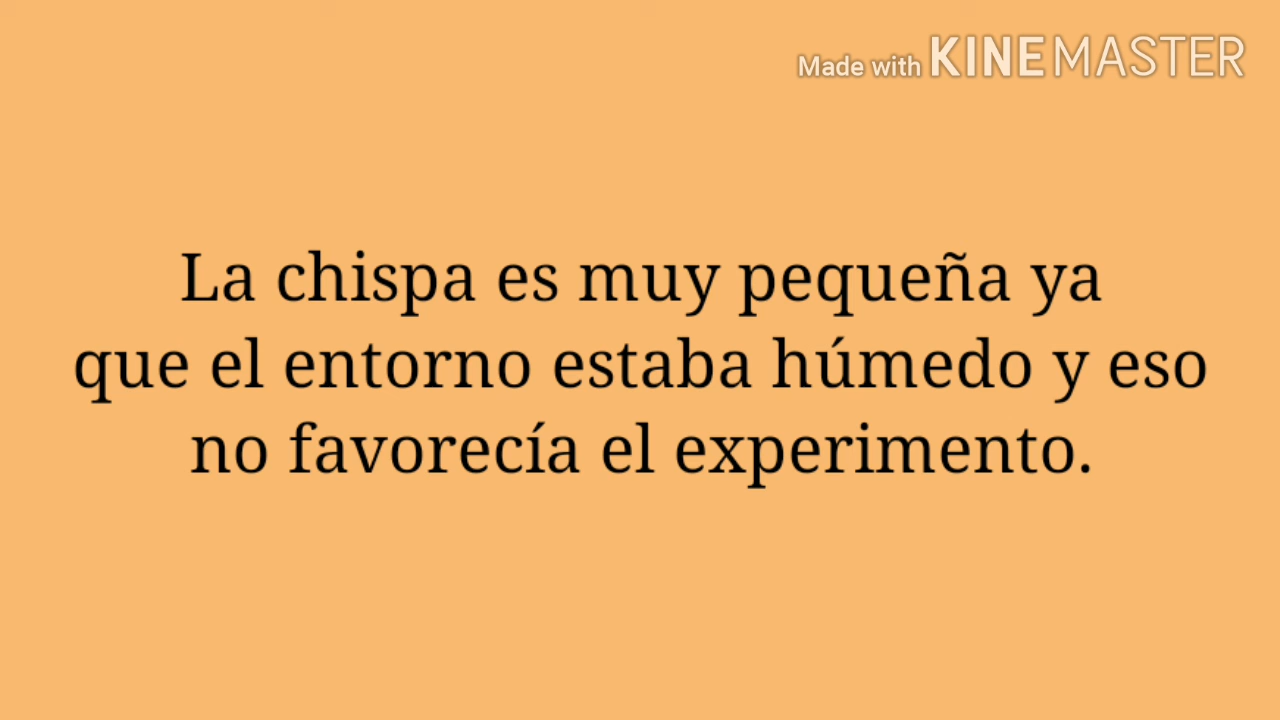 Made with KINEMASTER
La chispa es muy pequeña ya
que el entorno estaba húmedo y eso
no favorecía el experimento.